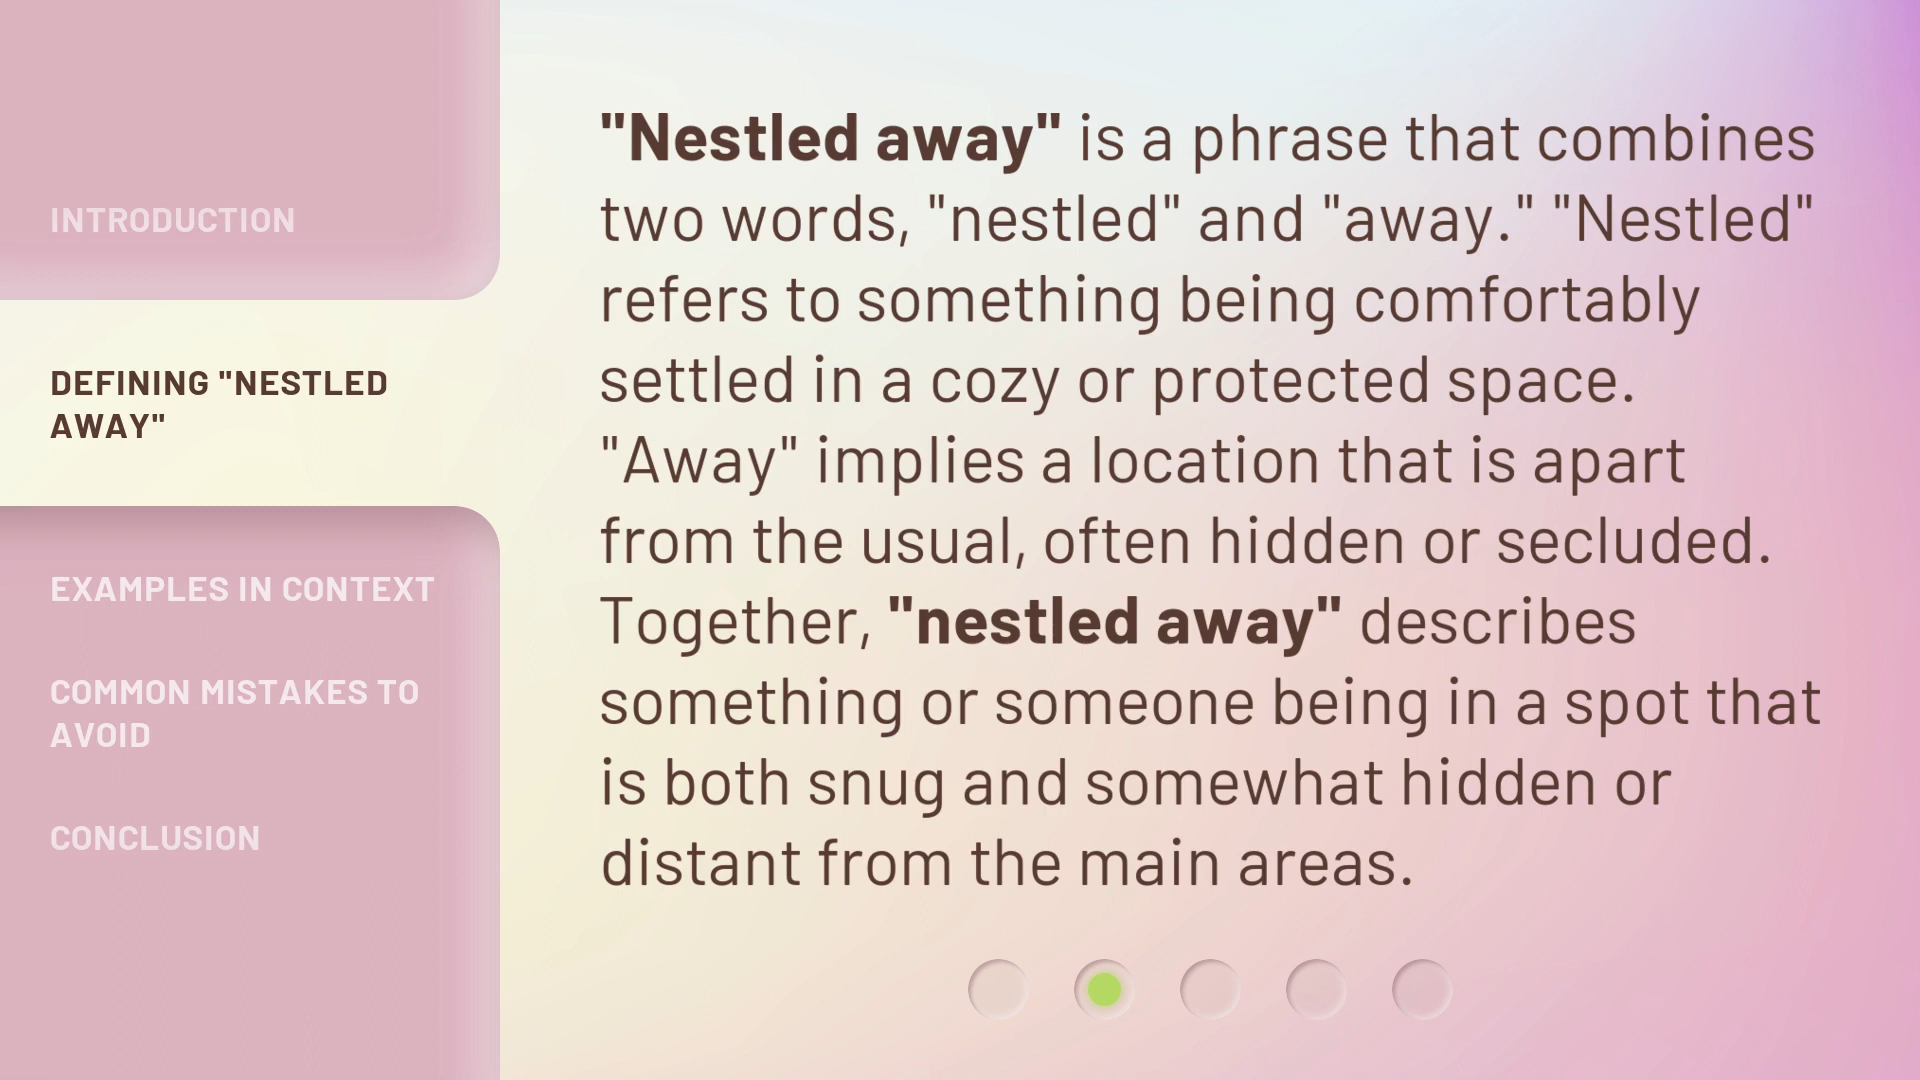 INTRODUCTION
DEFINING "NESTLED
AWAY"
EXAMPLES IN CONTEXT
COMMON MISTAKES TO
AVOID
CONCLUSION
"Nestled away" is a phrase that combines
two words, "nestled" and "away." "Nestled"
refers to something being comfortably
settled in a cozy or protected space.
"Away" implies a location that is apart
from the usual, often hidden or secluded.
Together, "nestled away" describes
something or someone being in a spot that
is both snug and somewhat hidden or
distant from the main areas.